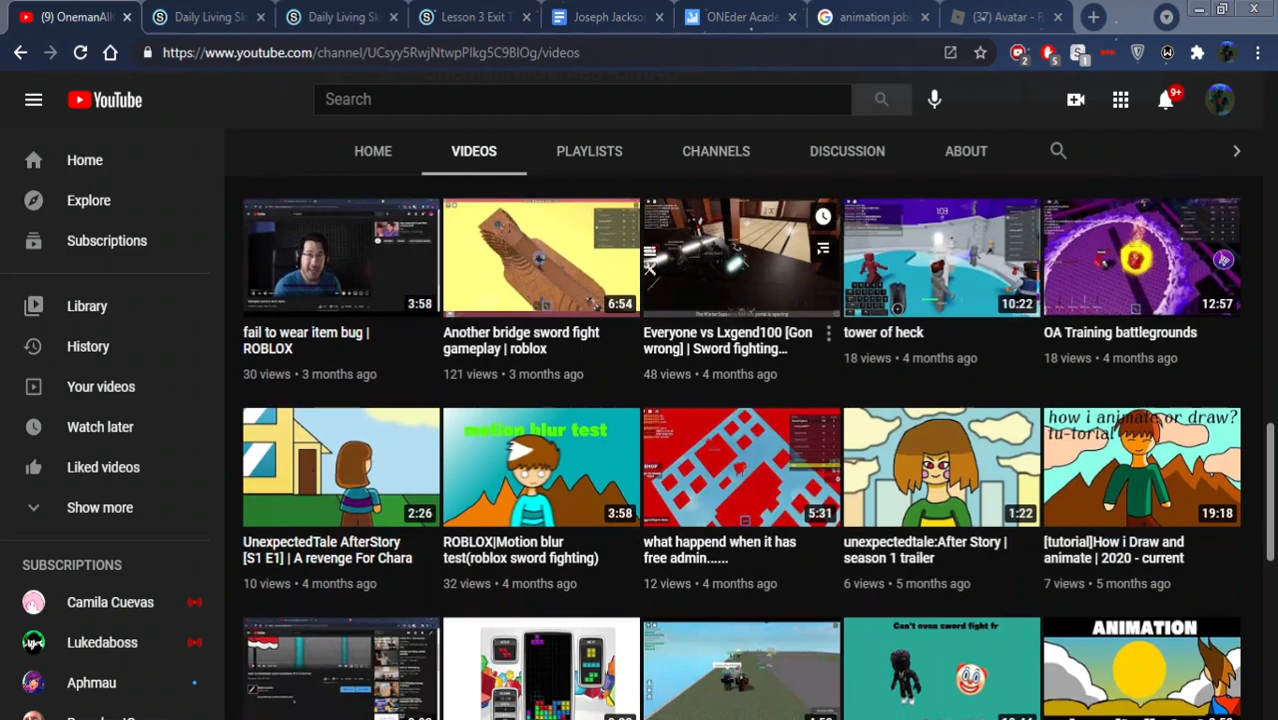 (9) OnemanAll
Daily Living Sk
Daily Living Sk
Lesson 3 Exit T
Joseph Jackson
'ONEder Acade
animation jobs
(37) Avatar - R
https://www.youtube.com/channel/UCsyy5RwjNtwpPIkg5C9BIOg/videos
2
5
1
YouTube
Search
9+
HOME
VIDEOS
PLAYLISTS
CHANNELS
DISCUSSION
ABOUT
Home
Explore
Subscriptions
Library
History
Your videos
Watch later
Liked videos
Show more
SUBSCRIPTIONS
Camila Cuevas
Lukedaboss
Aphmau
3:58
6:54
103
10:22
12:57
fail to wear item bug |
ROBLOX
30 views • 3 months ago
Another bridge sword fight
gameplay | roblox
121 views • 3 months ago
Everyone vs Lxgend100 [Gon
wrong] | Sword fighting...
48 views • 4 months ago
tower of heck
18 views • 4 months ago
OA Training battlegrounds
18 views • 4 months ago
2:26
motion blur test
3:58
SHOP
5:31
1:22
how i animate or draw?
tu-torial
19:18
UnexpectedTale AfterStory
[S1 E1] | A revenge For Chara
10 views • 4 months ago
ROBLOX|Motion blur
test(roblox sword fighting)
32 views • 4 months ago
what happend when it has
free admin......
12 views • 4 months ago
unexpectedtale:After Story |
season 1 trailer
6 views • 5 months ago
[tutorial]How i Draw and
animate | 2020 - current
7 views • 5 months ago
Can't even sword fight fr
ANIMATION